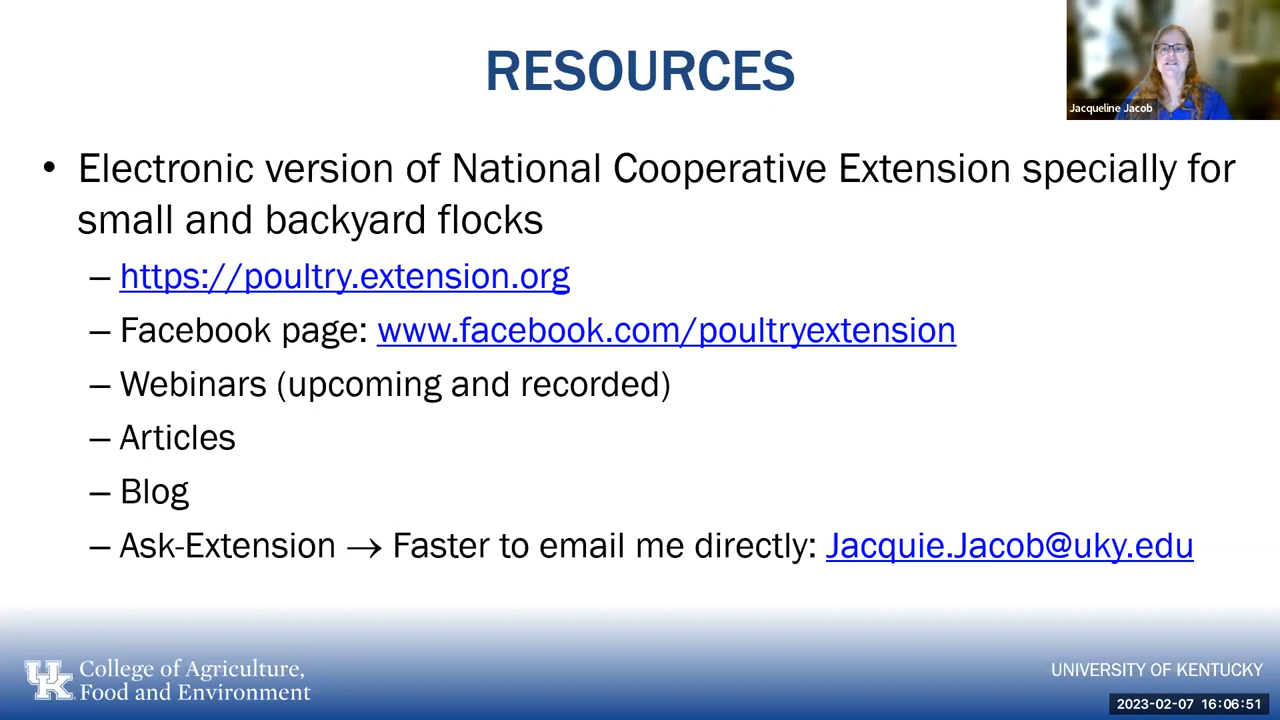 RESOURCES
Jacqueline Jacob
• Electronic version of National Cooperative Extension specially for
small and backyard flocks
– https://poultry.extension.org
– Facebook page: www.facebook.com/poultryextension
– Webinars (upcoming and recorded)
– Articles
– Blog
– Ask-Extension → Faster to email me directly: Jacquie.Jacob@uky.edu
UK
College of Agriculture,
Food and Environment
UNIVERSITY OF KENTUCKY
2023-02-07 16:06:51